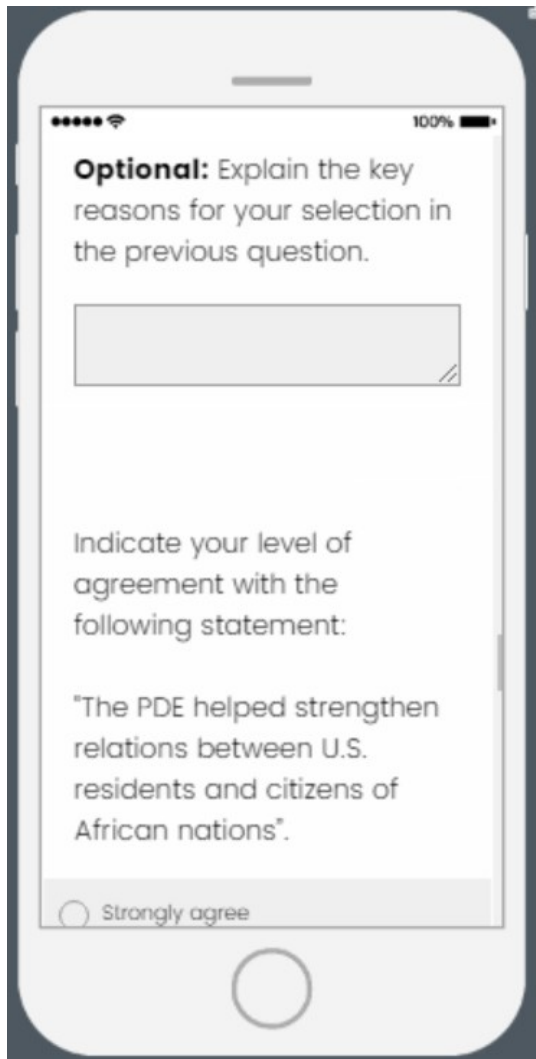 100%
Optional: Explain the key
reasons for your selection in
the previous question.
Indicate your level of
agreement with the
following statement:
"The PDE helped strengthen
relations between U.S.
residents and citizens of
African nations".
Strongly agree